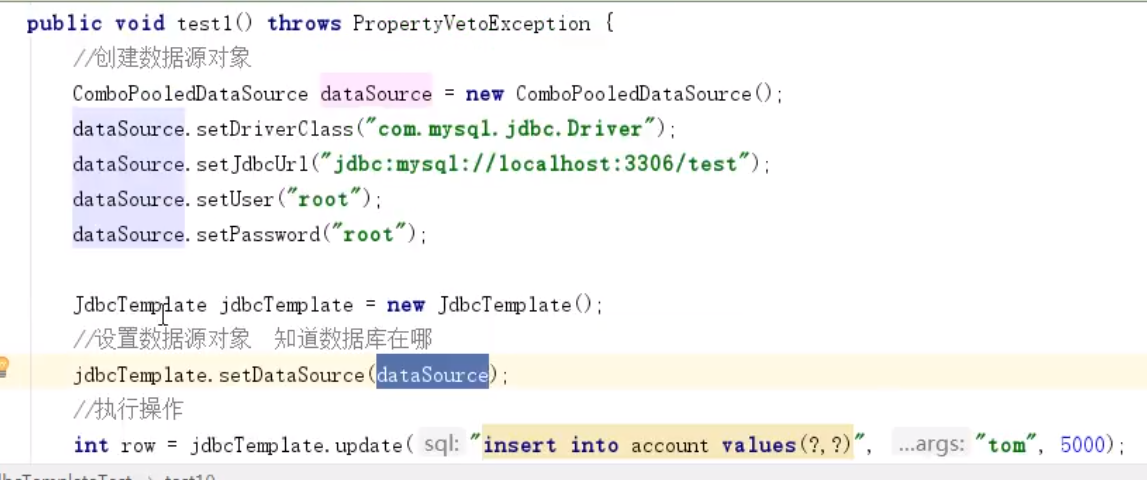 public void test1() throws PropertyVetoException {
//创建数据源对象
ComboPooledDataSource dataSource = new ComboPooledDataSource();
dataSource.setDriverClass("com.mysql.jdbc.Driver");
dataSource.setJdbcUrl("jdbc:mysql://localhost:3306/test");
dataSource.setUser("root");
dataSource.setPassword("root");
JdbcTemplate jdbcTemplate = new JdbcTemplate();
//设置数据源对象 知道数据库在哪
jdbcTemplate.setDataSource(dataSource);
//执行操作
int row = jdbcTemplate.update( sql: "insert into account values(?,?)", ...args: "tom", 5000);